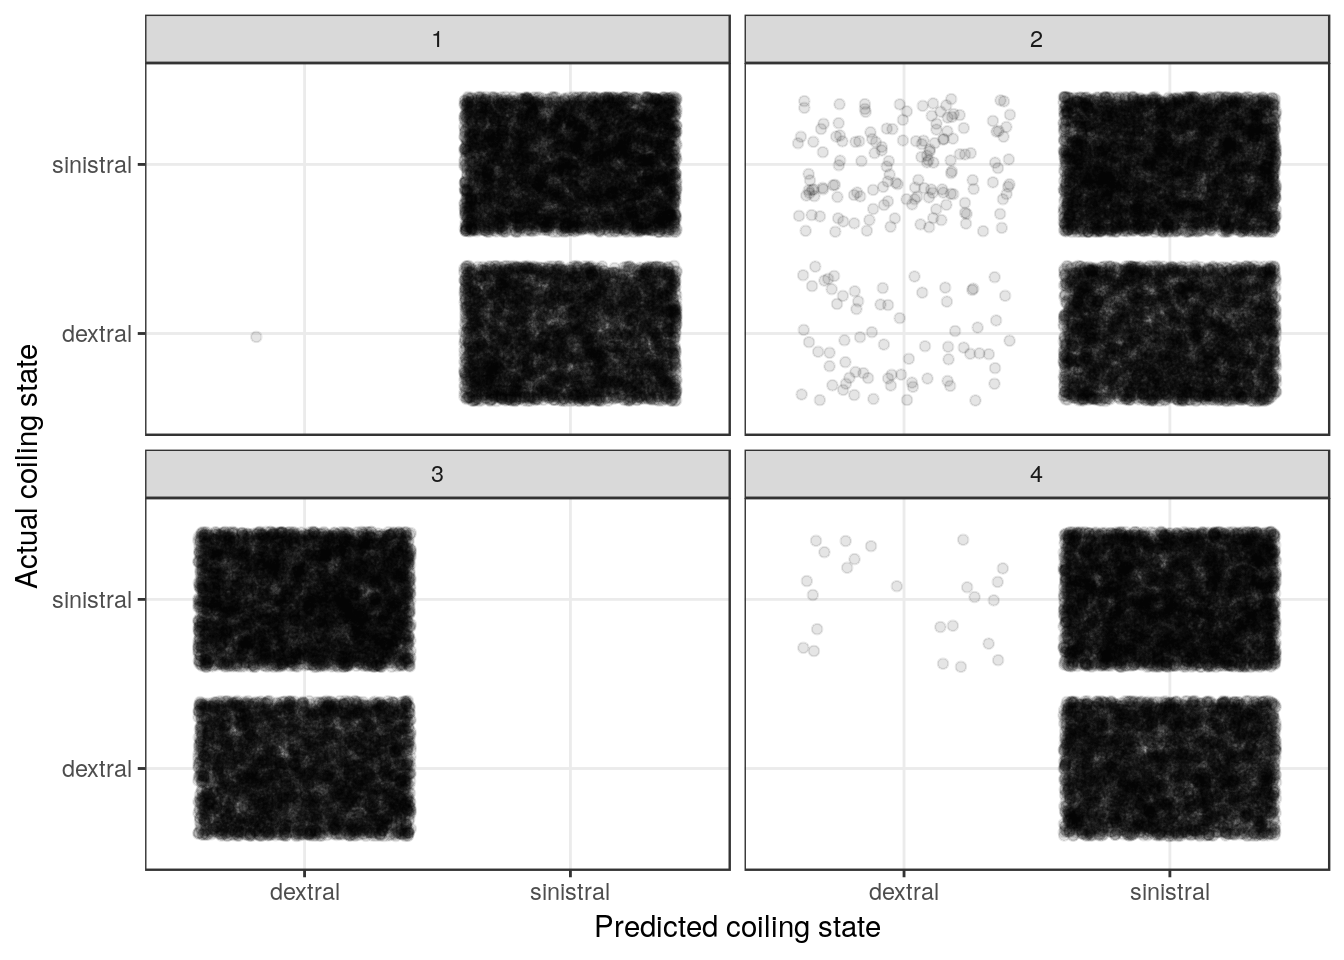 1
2
sinistral
dextral
3
4
sinistral
dextral
Actual coiling state
dextral
sinistral
dextral
sinistral
Predicted coiling state